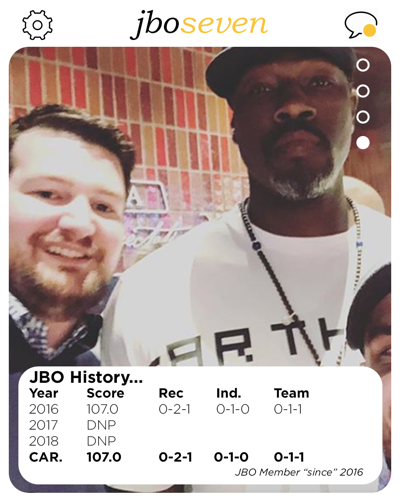 jboseven
ARTH
JBO History...
Year Score Rec Ind. Team
2016 107.0 0-2-1 0-1-0 0-1-1
2017 DNP
2018 DNP
CAR. 107.0 0-2-1 0-1-0 0-1-1
JBO Member “since” 2016